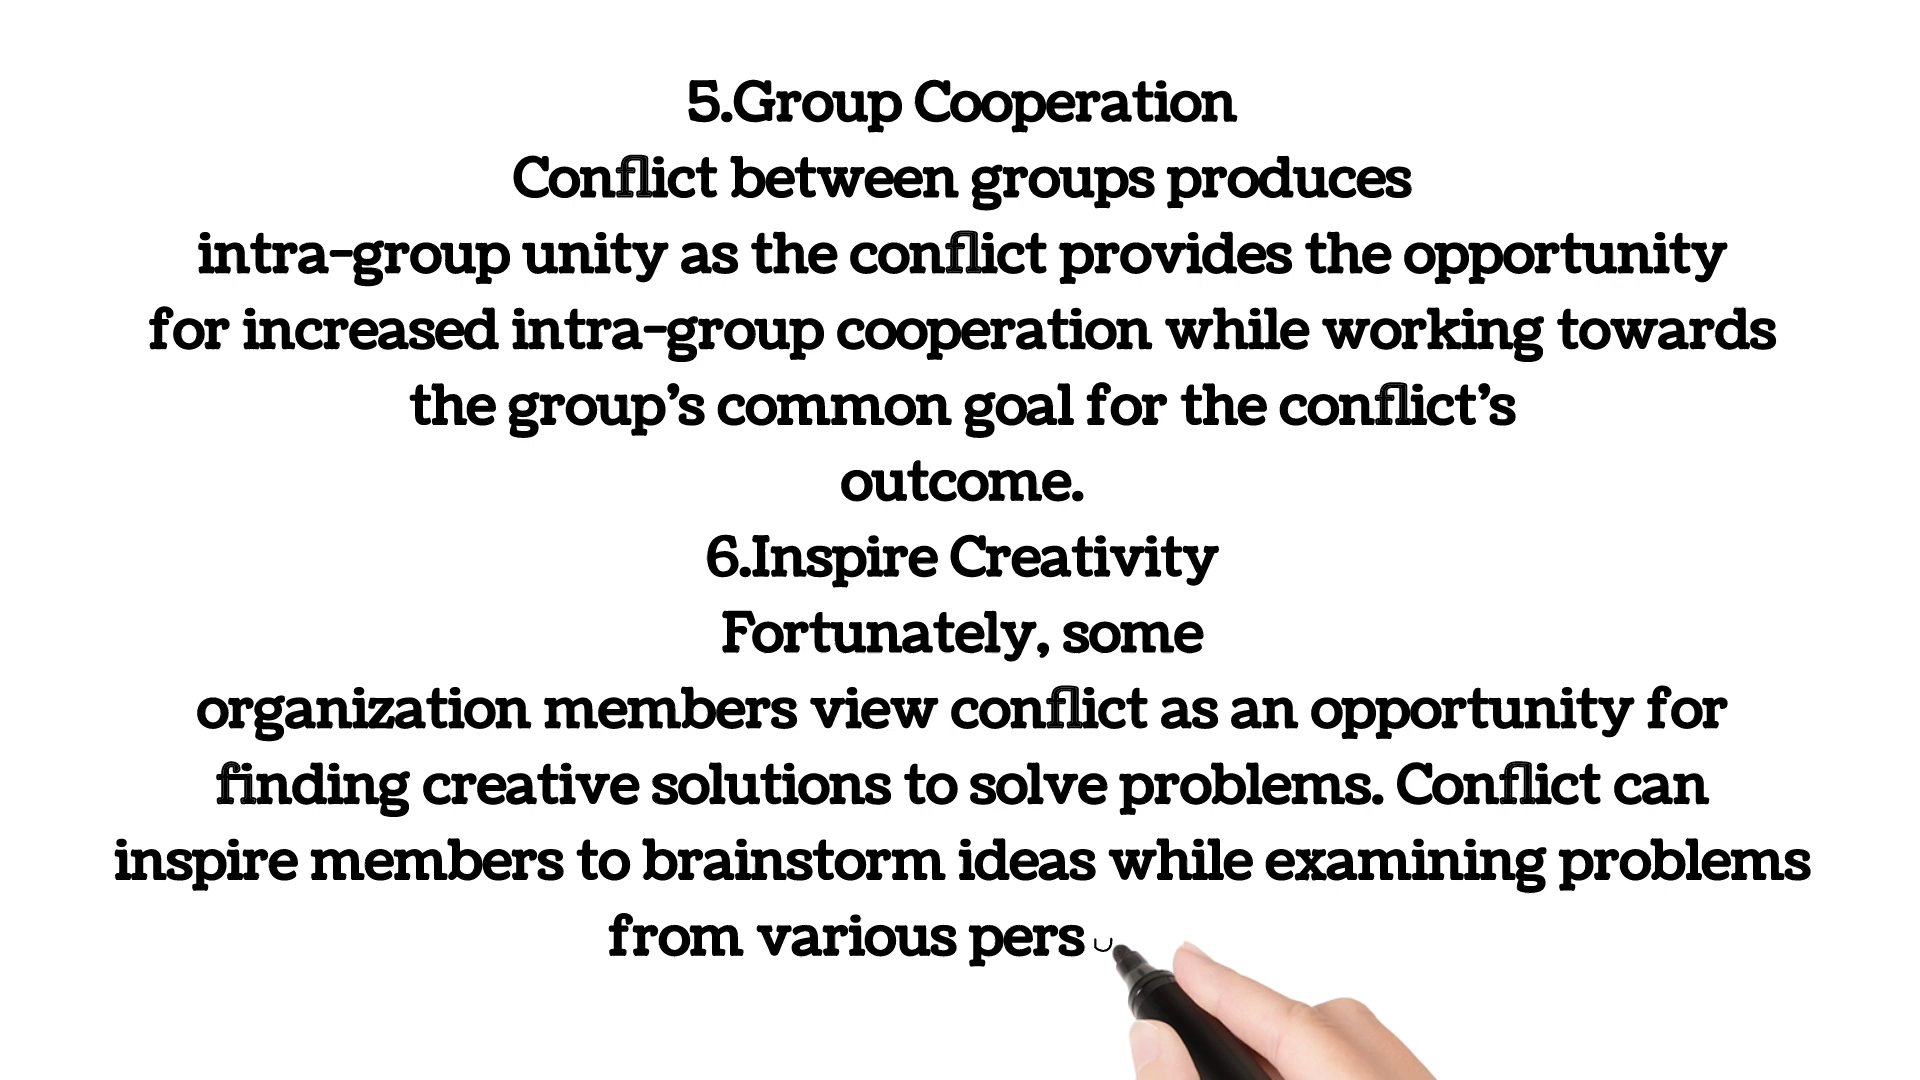 5.Group Cooperation
Conflict between groups produces
intra-group unity as the conflict provides the opportunity
for increased intra-group cooperation while working towards
the group’s common goal for the conflict’s
outcome.
6.Inspire Creativity
Fortunately, some
organization members view conflict as an opportunity for
finding creative solutions to solve problems. Conflict can
inspire members to brainstorm ideas while examining problems
from various pers